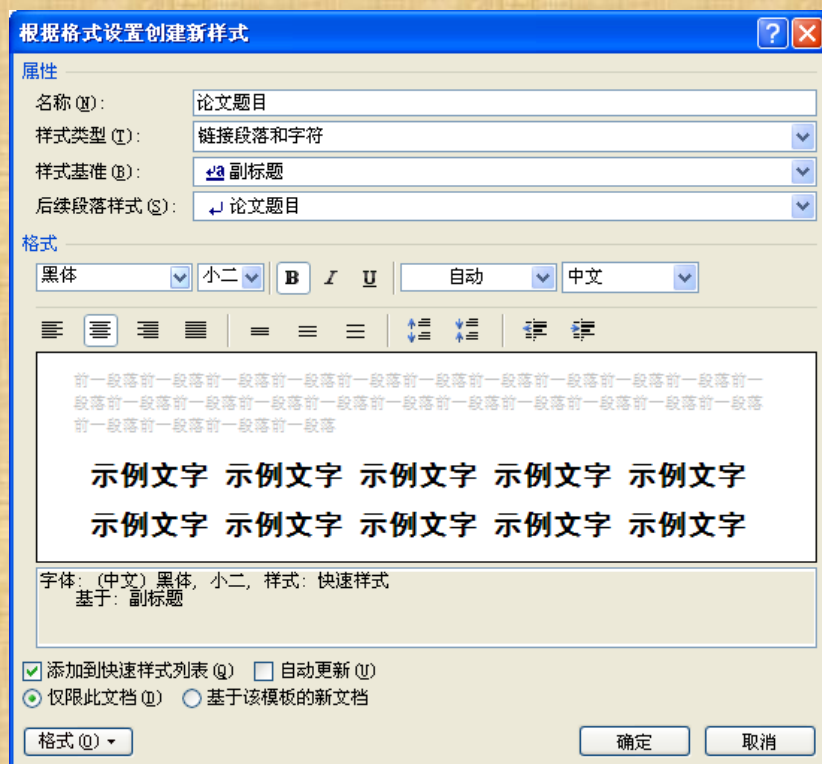 根据格式设置创建新样式
属性
名称(N): 论文题目
样式类型(T): 链接段落和字符
样式基准(B): ↵a 副标题
后续段落样式(S): ↵ 论文题目
格式
黑体 小二 B I U 自动 中文
前一段落前一段落前一段落前一段落前一段落前一段落前一段落前一段落前一
段落前一段落前一段落前一段落前一段落前一段落前一段落前一段落前一段落
前一段落前一段落前一段落
示例文字 示例文字 示例文字 示例文字 示例文字
示例文字 示例文字 示例文字 示例文字 示例文字
字体: (中文) 黑体, 小二, 样式: 快速样式
基于: 副标题
添加到快速样式列表(Q) 自动更新(U)
仅限此文档(D) 基于该模板的新文档
格式(O) 确定 取消